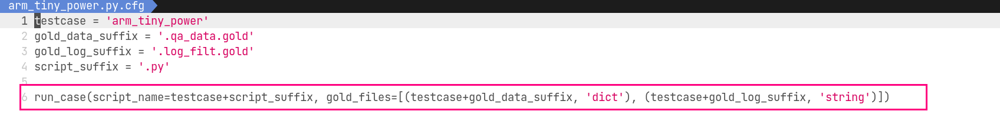 arm_tiny_power.py.cfg
1 testcase = 'arm_tiny_power'
2 gold_data_suffix = '.qa_data.gold'
3 gold_log_suffix = '.log_filt.gold'
4 script_suffix = '.py'
5
6 run_case(script_name=testcase+script_suffix, gold_files=[(testcase+gold_data_suffix, 'dict'), (testcase+gold_log_suffix, 'string')])